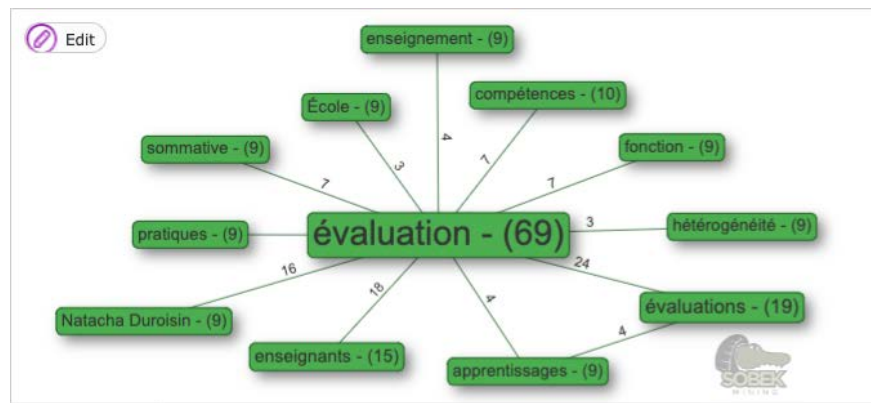 Edit
enseignement - (9)
compétences - (10)
École - (9)
sommative - (9)
fonction - (9)
4
3
7
7
7
pratiques - (9)
évaluation - (69)
3
hétérogénéité - (9)
16
24
18
4
évaluations - (19)
Natacha Duroisin - (9)
4
enseignants - (15)
apprentissages - (9)
SOBEK
MINING